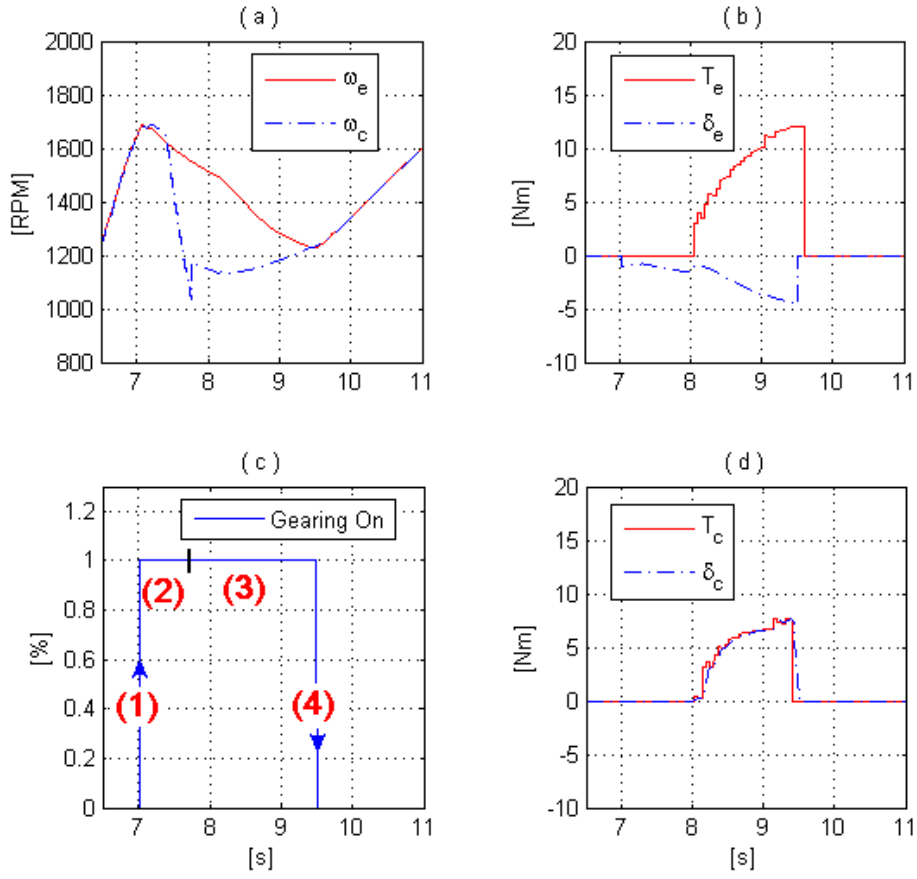 ( a )
2000
1800
1600
1400
1200
1000
800
[RPM]
ω_e
ω_c
7 8 9 10 11
( b )
20
15
10
5
0
-5
-10
[Nm]
T_e
δ_e
7 8 9 10 11
( c )
1.2
1
0.8
0.6
0.4
0.2
0
[%]
Gearing On
(2) (3)
(1) (4)
7 8 9 10 11
[s]
( d )
20
15
10
5
0
-5
-10
[Nm]
T_c
δ_c
7 8 9 10 11
[s]